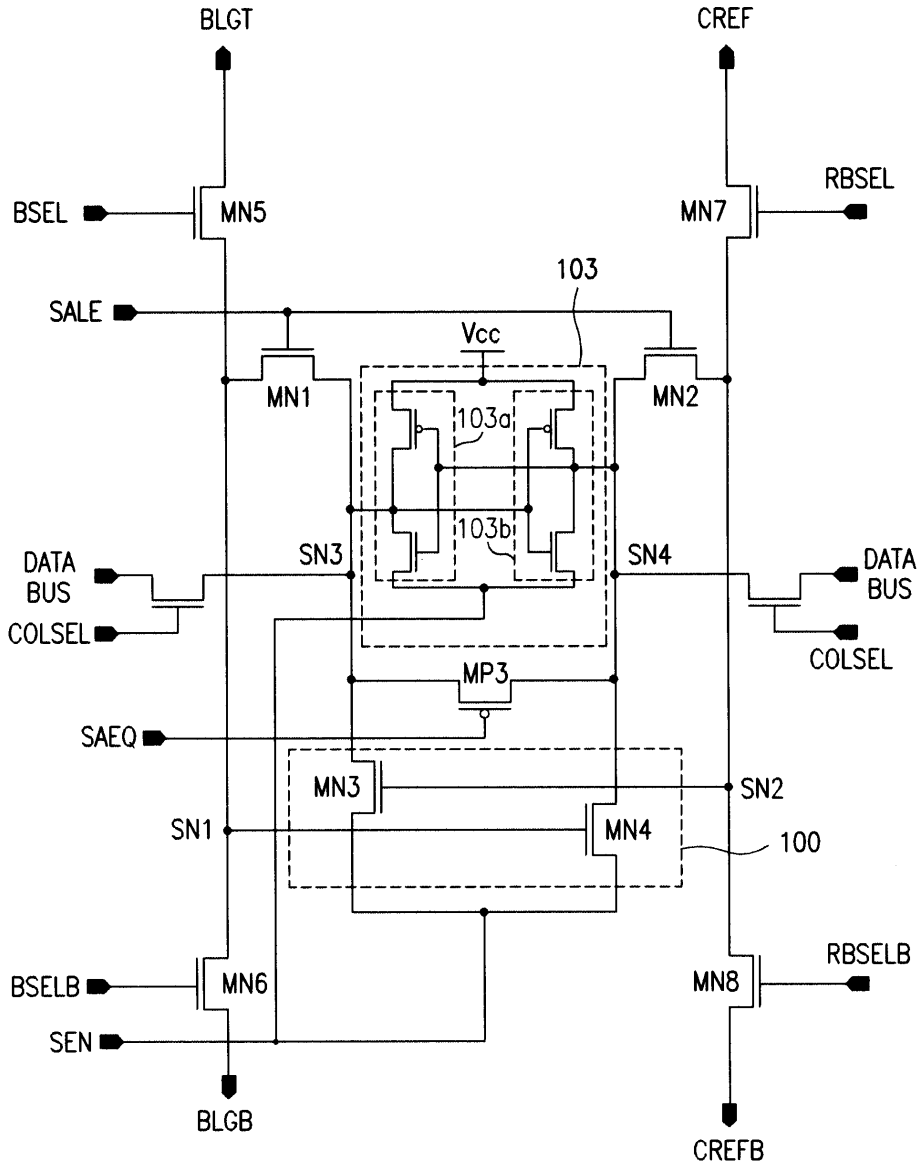 BLGT
CREF
BSEL
MN5
MN7
RBSEL
103
SALE
Vcc
MN1
MN2
103a
103b
SN3
SN4
DATA
BUS
DATA
BUS
COLSEL
COLSEL
MP3
SAEQ
MN3
SN2
SN1
MN4
100
BSELB
MN6
MN8
RBSELB
SEN
BLGB
CREFB